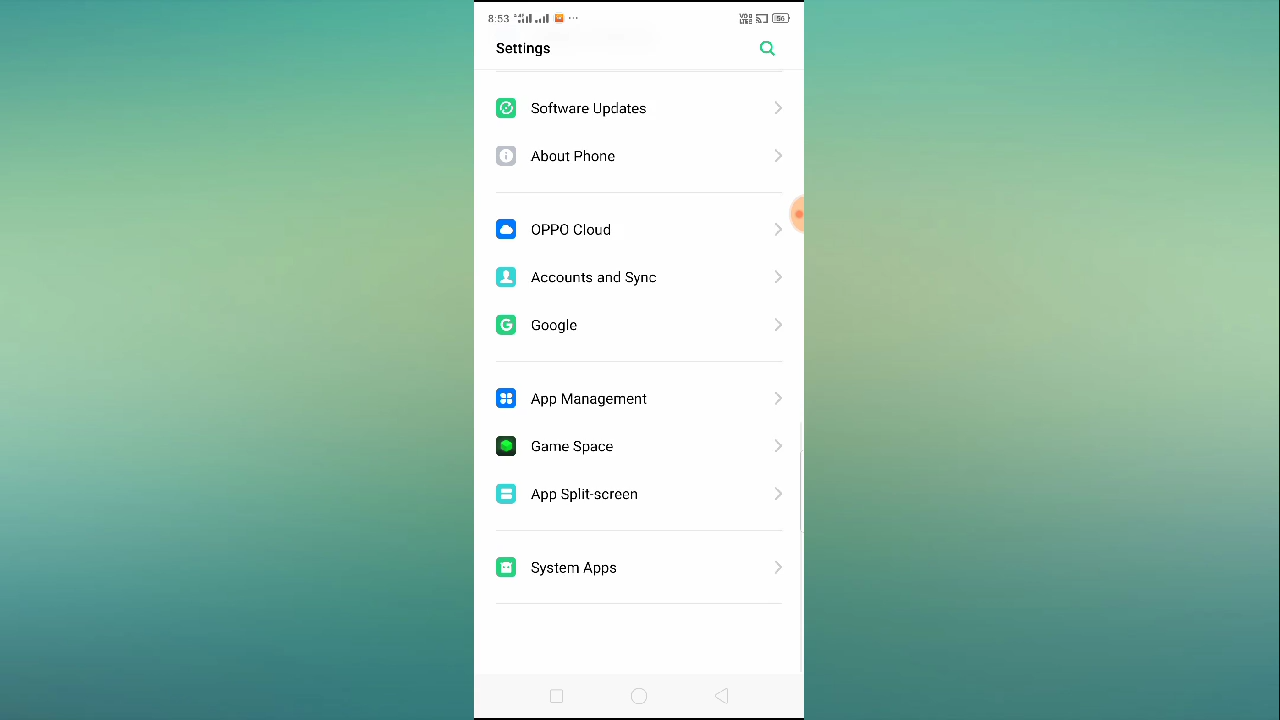 8:53
56
Settings
Software Updates
About Phone
OPPO Cloud
Accounts and Sync
Google
App Management
Game Space
App Split-screen
System Apps